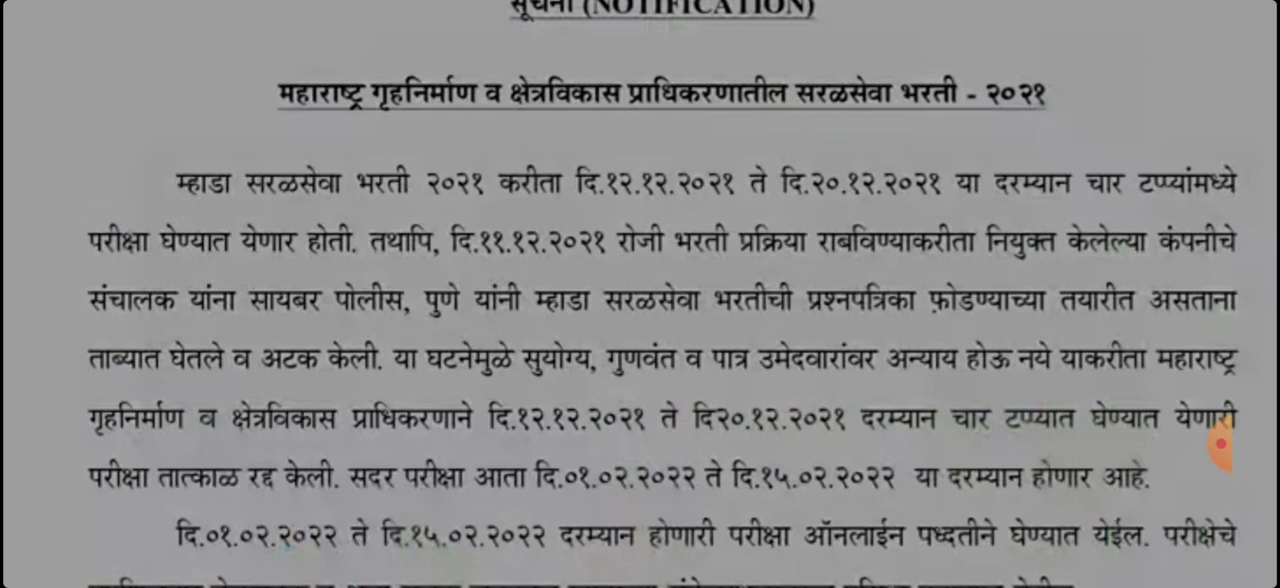 सूचना (NOTIFICATION)
महाराष्ट्र गृहनिर्माण व क्षेत्रविकास प्राधिकरणातील सरळसेवा भरती - २०२१
म्हाडा सरळसेवा भरती २०२१ करीता दि.१२.१२.२०२१ ते दि.२०.१२.२०२१ या दरम्यान चार टप्प्यांमध्ये
परीक्षा घेण्यात येणार होती. तथापि, दि.११.१२.२०२१ रोजी भरती प्रक्रिया राबविण्याकरीता नियुक्त केलेल्या कंपनीचे
संचालक यांना सायबर पोलीस, पुणे यांनी म्हाडा सरळसेवा भरतीची प्रश्नपत्रिका फ़ोडण्याच्या तयारीत असताना
ताब्यात घेतले व अटक केली. या घटनेमुळे सुयोग्य, गुणवंत व पात्र उमेदवारांवर अन्याय होऊ नये याकरीता महाराष्ट्र
गृहनिर्माण व क्षेत्रविकास प्राधिकरणाने दि.१२.१२.२०२१ ते दि२०.१२.२०२१ दरम्यान चार टप्प्यात घेण्यात येणारी
परीक्षा तात्काळ रद्द केली. सदर परीक्षा आता दि.०१.०२.२०२२ ते दि.१५.०२.२०२२ या दरम्यान होणार आहे.
दि.०१.०२.२०२२ ते दि.१५.०२.२०२२ दरम्यान होणारी परीक्षा ऑनलाईन पध्दतीने घेण्यात येईल. परीक्षेचे